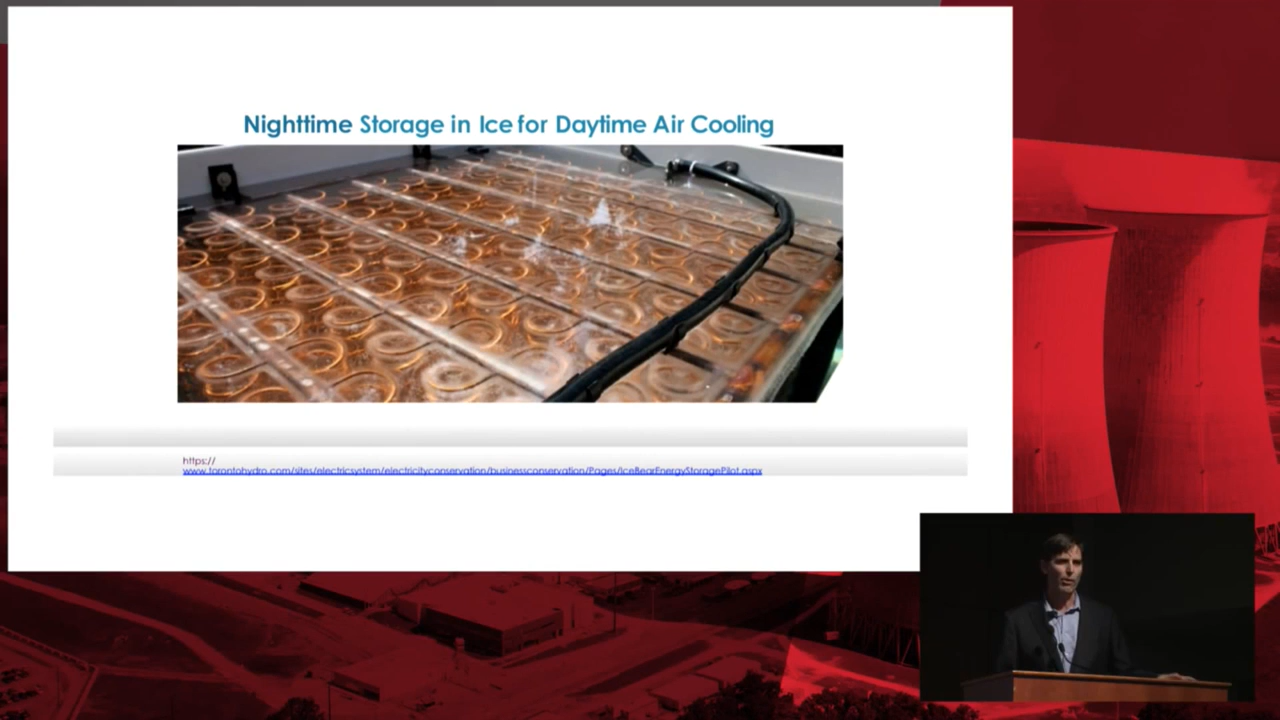 Nighttime Storage in Ice for Daytime Air Cooling
https://
www.torontohydro.com/sites/electricsystem/electricityconservation/businessconservation/Pages/IceBearEnergyStoragePilot.aspx